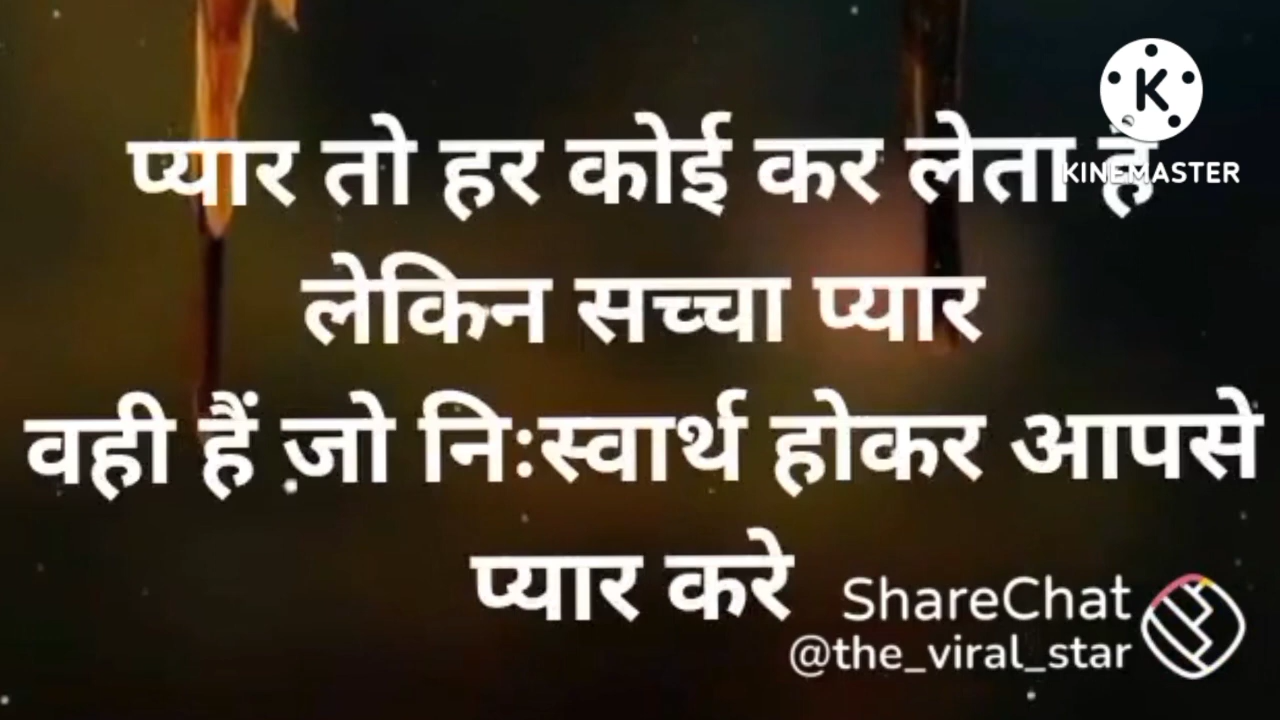 प्यार तो हर कोई कर लेता है
लेकिन सच्चा प्यार
वही हैं जो निःस्वार्थ होकर आपसे
प्यार करे
K
KINEMASTER
ShareChat
@the_viral_star